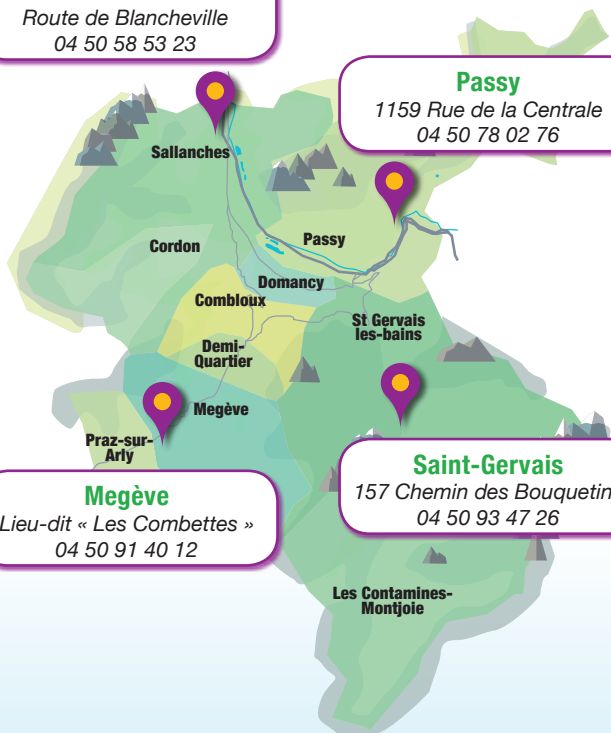 Route de Blancheville
04 50 58 53 23
Passy
1159 Rue de la Centrale
04 50 78 02 76
Sallanches
Cordon
Passy
Domancy
Combloux
St Gervais
les-bains
Demi-
Quartier
Megève
Praz-sur-
Arly
Megève
Lieu-dit « Les Combettes »
04 50 91 40 12
Saint-Gervais
157 Chemin des Bouquetin
04 50 93 47 26
Les Contamines-
Montjoie